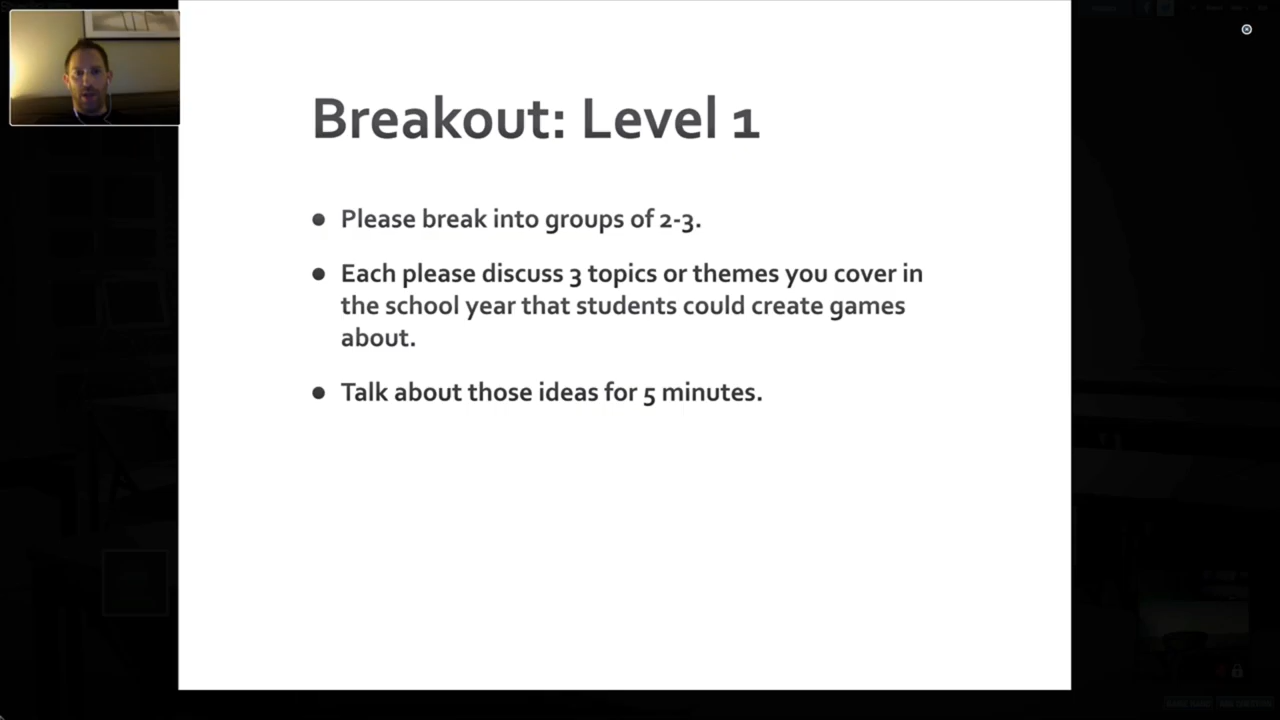 Breakout: Level 1
● Please break into groups of 2-3.
● Each please discuss 3 topics or themes you cover in
the school year that students could create games
about.
● Talk about those ideas for 5 minutes.